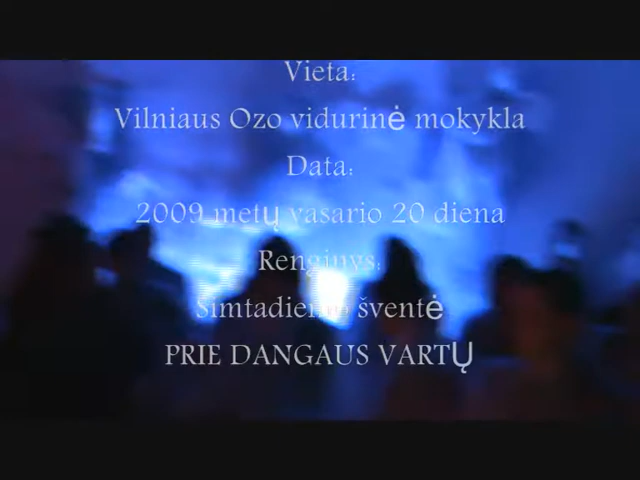 Vieta:
Vilniaus Ozo vidurinė mokykla
Data:
2009 metų vasario 20 diena
Renginys:
Šimtadienio šventė
PRIE DANGAUS VARTŲ